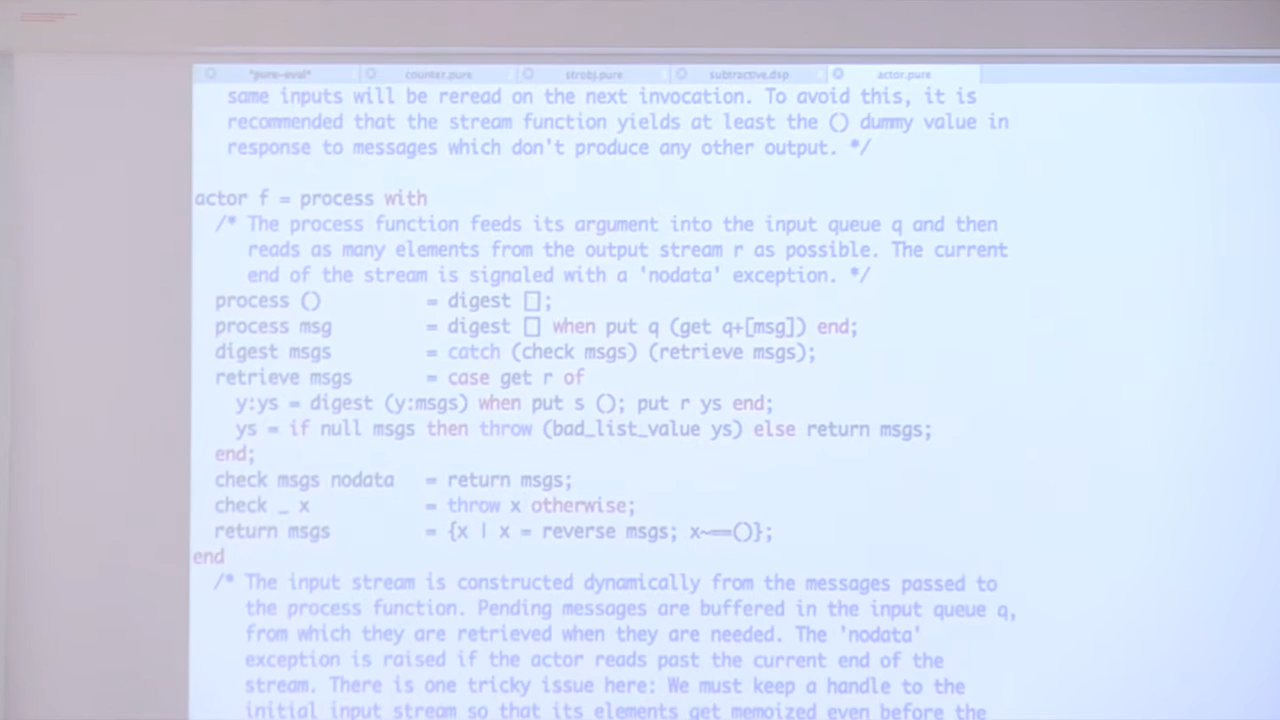 *pure-eval* counter.pure strobj.pure subtractive.dsp actor.pure
same inputs will be reread on the next invocation. To avoid this, it is
recommended that the stream function yields at least the () dummy value in
response to messages which don't produce any other output. */
actor f = process with
/* The process function feeds its argument into the input queue q and then
reads as many elements from the output stream r as possible. The current
end of the stream is signaled with a 'nodata' exception. */
process () = digest [];
process msg = digest [] when put q (get q+[msg]) end;
digest msgs = catch (check msgs) (retrieve msgs);
retrieve msgs = case get r of
y:ys = digest (y:msgs) when put s (); put r ys end;
ys = if null msgs then throw (bad_list_value ys) else return msgs;
end;
check msgs nodata = return msgs;
check _ x = throw x otherwise;
return msgs = {x | x = reverse msgs; x~==()};
end
/* The input stream is constructed dynamically from the messages passed to
the process function. Pending messages are buffered in the input queue q,
from which they are retrieved when they are needed. The 'nodata'
exception is raised if the actor reads past the current end of the
stream. There is one tricky issue here: We must keep a handle to the
initial input stream so that its elements get memoized even before the